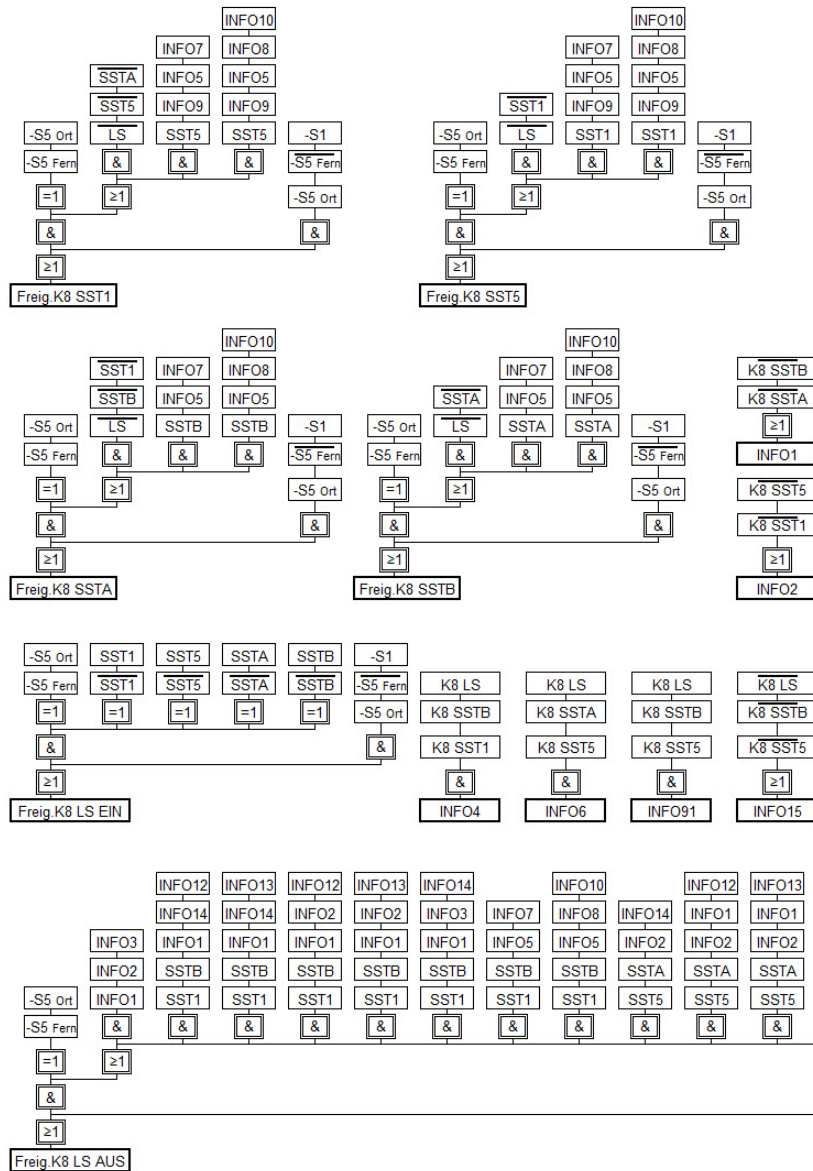 INFO10 INFO10
INFO7 INFO8 INFO7 INFO8
SSTA INFO5 INFO5 INFO5 INFO5
SST5 INFO9 INFO9 SST1 INFO9 INFO9
-S5 Ort LS SST5 SST5 -S1 -S5 Ort LS SST1 SST1 -S1
-S5 Fern & & & -S5 Fern -S5 Fern & & & -S5 Fern
=1 ≥1 -S5 Ort =1 ≥1 -S5 Ort
& & & &
≥1 ≥1
Freig.K8 SST1 Freig.K8 SST5
INFO10 INFO10
SST1 INFO7 INFO8 INFO7 INFO8 K8 SSTB
SSTB INFO5 INFO5 SSTA INFO5 INFO5 K8 SSTA
-S5 Ort LS SSTB SSTB -S1 -S5 Ort LS SSTA SSTA -S1 ≥1
-S5 Fern & & & -S5 Fern -S5 Fern & & & -S5 Fern INFO1
=1 ≥1 -S5 Ort =1 ≥1 -S5 Ort K8 SST5
& & & & K8 SST1
≥1 ≥1 ≥1
Freig.K8 SSTA Freig.K8 SSTB INFO2
-S5 Ort SST1 SST5 SSTA SSTB -S1
-S5 Fern SST1 SST5 SSTA SSTB -S5 Fern K8 LS K8 LS K8 LS K8 LS
=1 =1 =1 =1 =1 -S5 Ort K8 SSTB K8 SSTA K8 SSTB K8 SSTB
& & K8 SST1 K8 SST5 K8 SST5 K8 SST5
≥1 & & & ≥1
Freig.K8 LS EIN INFO4 INFO6 INFO91 INFO15
INFO12 INFO13 INFO12 INFO13 INFO14 INFO10 INFO12 INFO13
INFO14 INFO14 INFO2 INFO2 INFO3 INFO7 INFO8 INFO14 INFO1 INFO1
INFO3 INFO1 INFO1 INFO1 INFO1 INFO1 INFO5 INFO5 INFO2 INFO2 INFO2
INFO2 SSTB SSTB SSTB SSTB SSTB SSTB SSTB SSTA SSTA SSTA
-S5 Ort INFO1 SST1 SST1 SST1 SST1 SST1 SST1 SST1 SST5 SST5 SST5
-S5 Fern & & & & & & & & & & &
=1 ≥1
&
≥1
Freig.K8 LS AUS